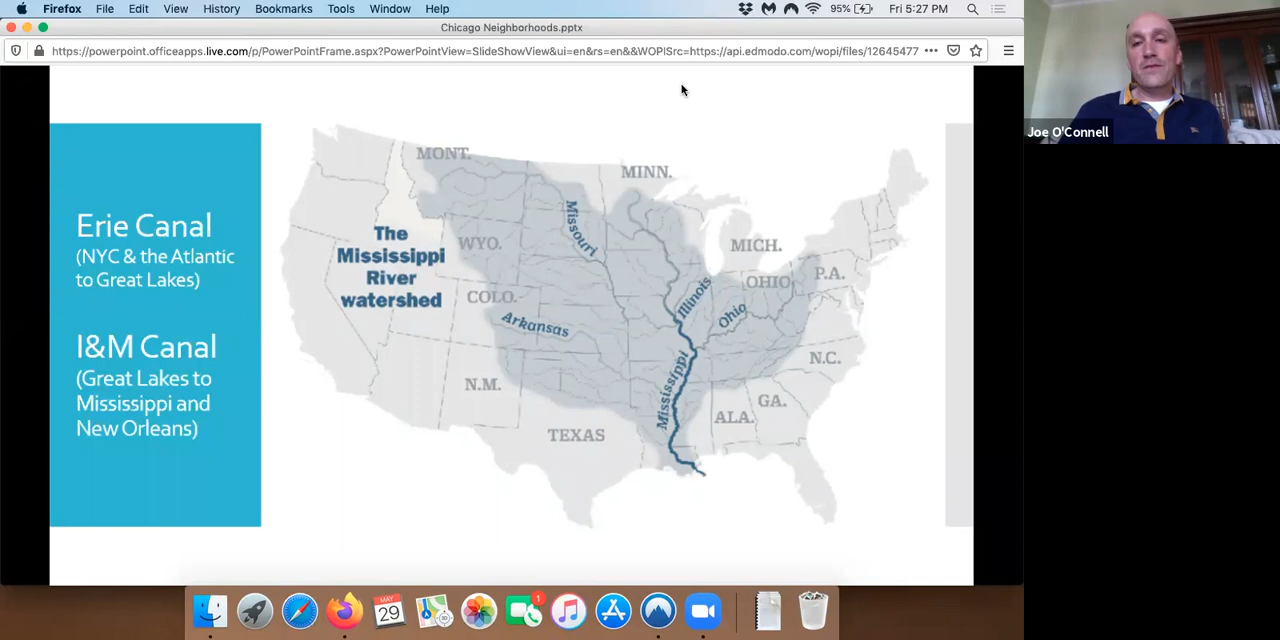 Firefox File Edit View History Bookmarks Tools Window Help 95% Fri 5:27 PM
Chicago Neighborhoods.pptx
https://powerpoint.officeapps.live.com/p/PowerPointFrame.aspx?PowerPointView=SlideShowView&ui=en&rs=en&&WOPISrc=https://api.edmodo.com/wopi/files/12645477
Joe O'Connell
Erie Canal
(NYC & the Atlantic
to Great Lakes)
I&M Canal
(Great Lakes to
Mississippi and
New Orleans)
The
Mississippi
River
watershed
MONT.
MINN.
WYO.
MICH.
COLO.
OHIO
P.A.
N.M.
N.C.
TEXAS
ALA.
GA.
Missouri
Illinois
Ohio
Arkansas
Mississippi
MAY
29
1